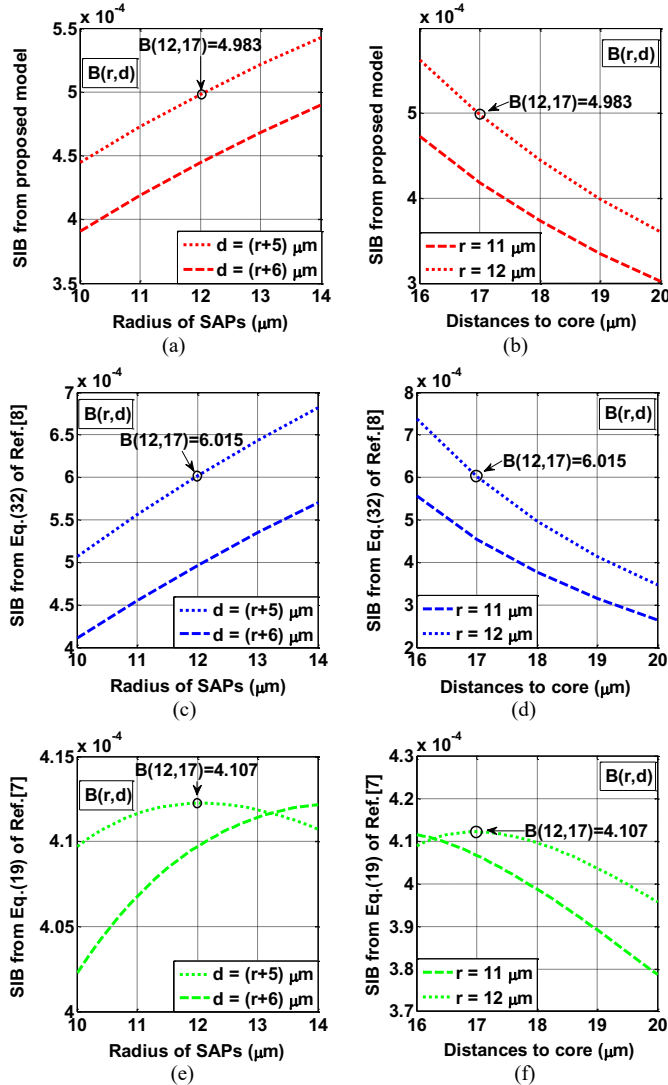 × 10⁻⁴
5.5
5
4.5
4
3.5
10 11 12 13 14
SIB from proposed model
Radius of SAPs (μm)
B(r,d)
B(12,17)=4.983
d = (r+5) μm
d = (r+6) μm
(a)
× 10⁻⁴
5
4
3
16 17 18 19 20
SIB from proposed model
Distances to core (μm)
B(r,d)
B(12,17)=4.983
r = 11 μm
r = 12 μm
(b)
× 10⁻⁴
7
6.5
6
5.5
5
4.5
4
10 11 12 13 14
SIB from Eq.(32) of Ref.[8]
Radius of SAPs (μm)
B(r,d)
B(12,17)=6.015
d = (r+5) μm
d = (r+6) μm
(c)
× 10⁻⁴
8
7
6
5
4
3
2
16 17 18 19 20
SIB from Eq.(32) of Ref.[8]
Distances to core (μm)
B(r,d)
B(12,17)=6.015
r = 11 μm
r = 12 μm
(d)
× 10⁻⁴
4.15
4.1
4.05
4
10 11 12 13 14
SIB from Eq.(19) of Ref.[7]
Radius of SAPs (μm)
B(r,d)
B(12,17)=4.107
d = (r+5) μm
d = (r+6) μm
(e)
× 10⁻⁴
4.3
4.2
4.1
4
3.9
3.8
3.7
16 17 18 19 20
SIB from Eq.(19) of Ref.[7]
Distances to core (μm)
B(r,d)
B(12,17)=4.107
r = 11 μm
r = 12 μm
(f)